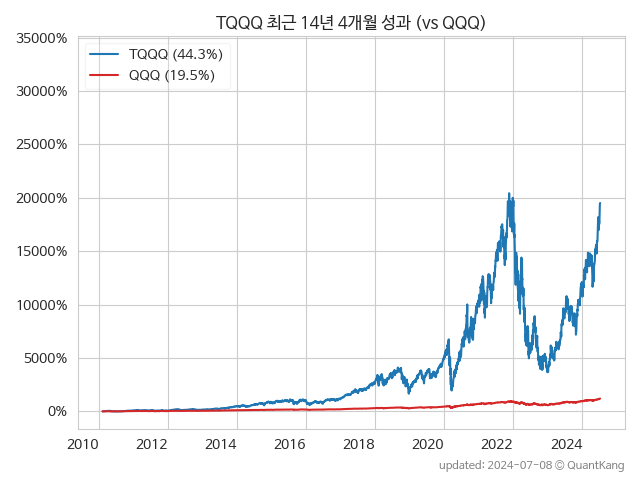 TQQQ 최근 14년 4개월 성과 (vs QQQ)
35000%
TQQQ (44.3%)
QQQ (19.5%)
30000%
25000%
20000%
15000%
10000%
5000%
0%
2010 2012 2014 2016 2018 2020 2022 2024
updated: 2024-07-08 © QuantKang